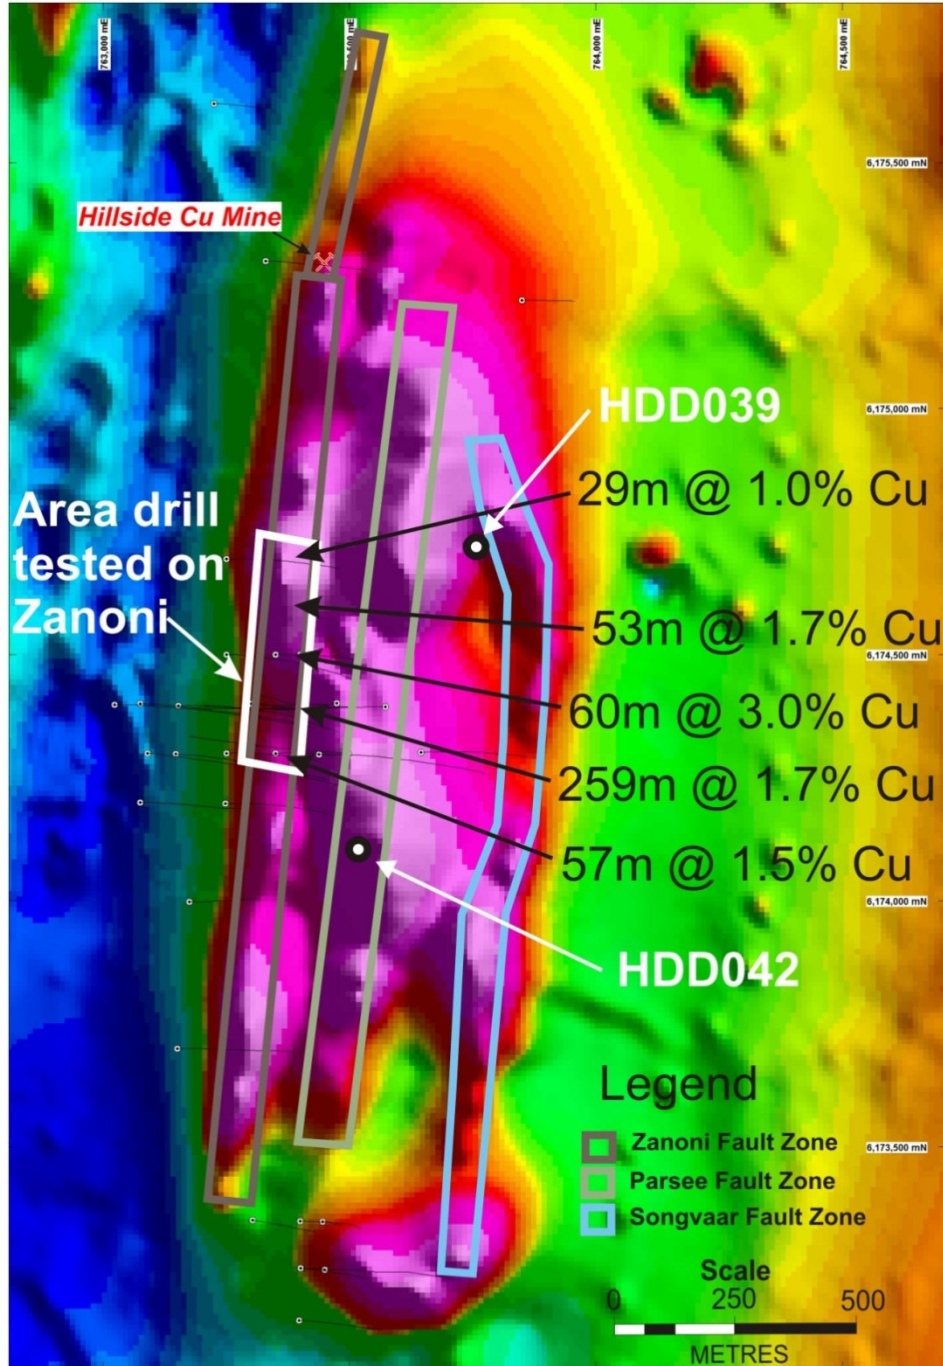 763,000 mE
764,000 mE
764,500 mE
6,175,500 mN
Hillside Cu Mine
HDD039
6,175,000 mN
29m @ 1.0% Cu
Area drill
tested on
Zanoni
53m @ 1.7% Cu
6,174,500 mN
60m @ 3.0% Cu
259m @ 1.7% Cu
57m @ 1.5% Cu
6,174,000 mN
HDD042
Legend
Zanoni Fault Zone
6,173,500 mN
Parsee Fault Zone
Songvaar Fault Zone
Scale
0 250 500
METRES